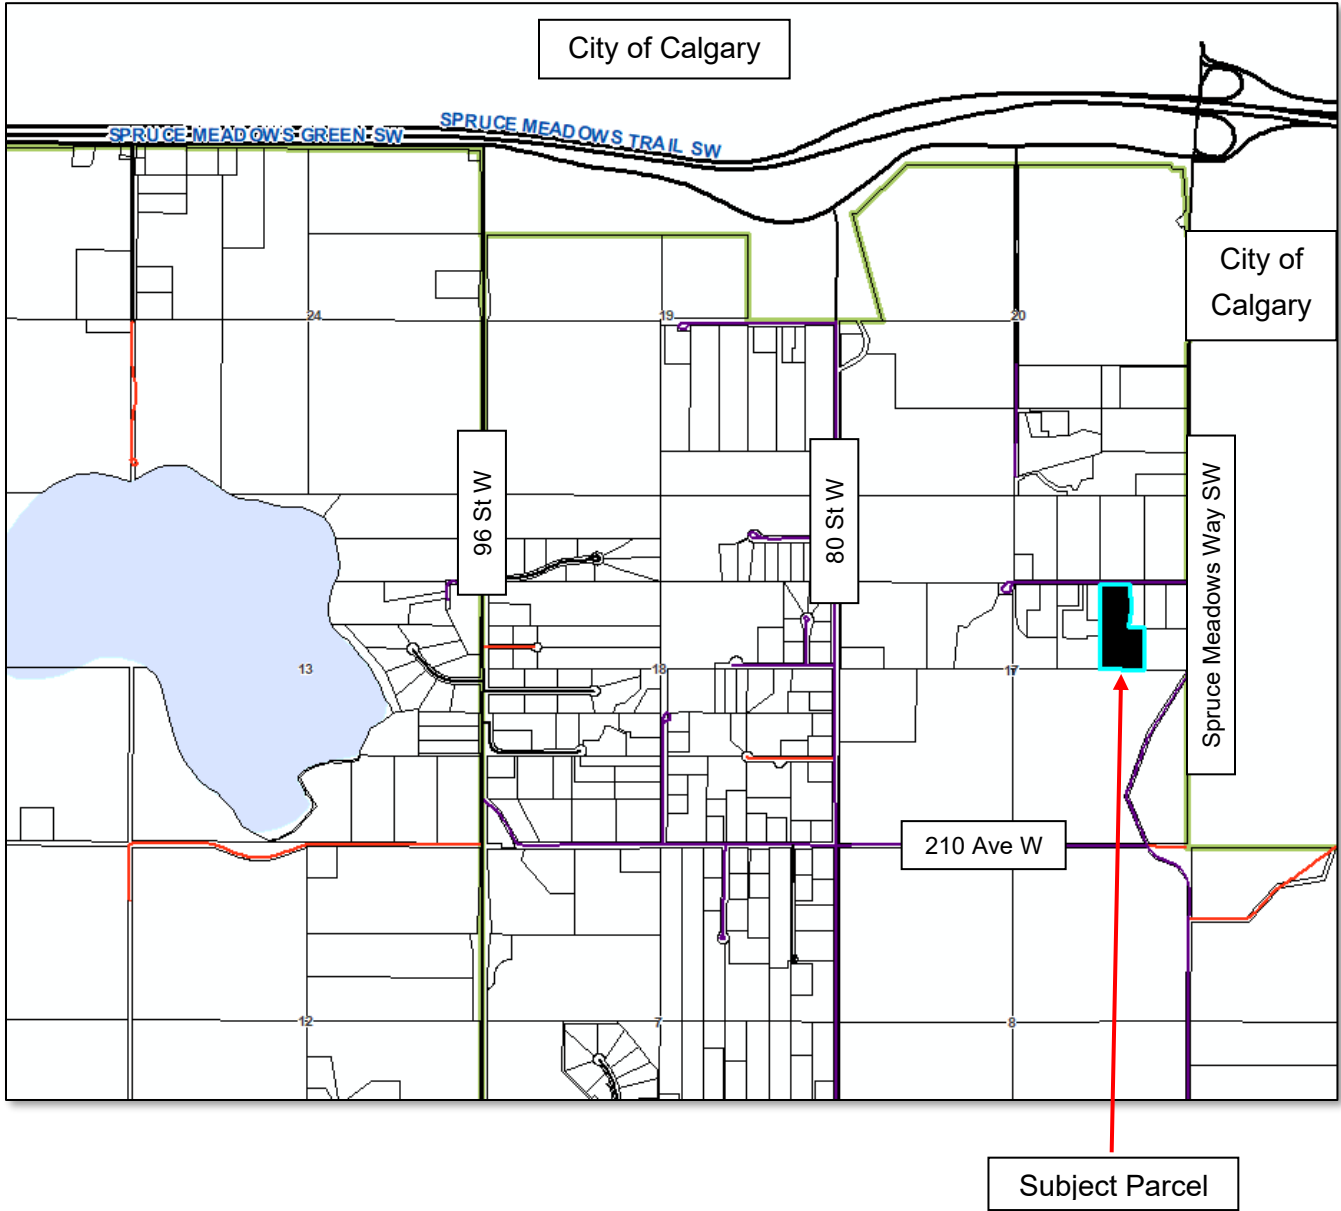 City of Calgary
SPRUCE MEADOWS GREEN SW
SPRUCE MEADOWS TRAIL SW
City of
Calgary
24
19
20
96 St W
80 St W
Spruce Meadows Way SW
13
18
17
210 Ave W
12
7
8
Subject Parcel